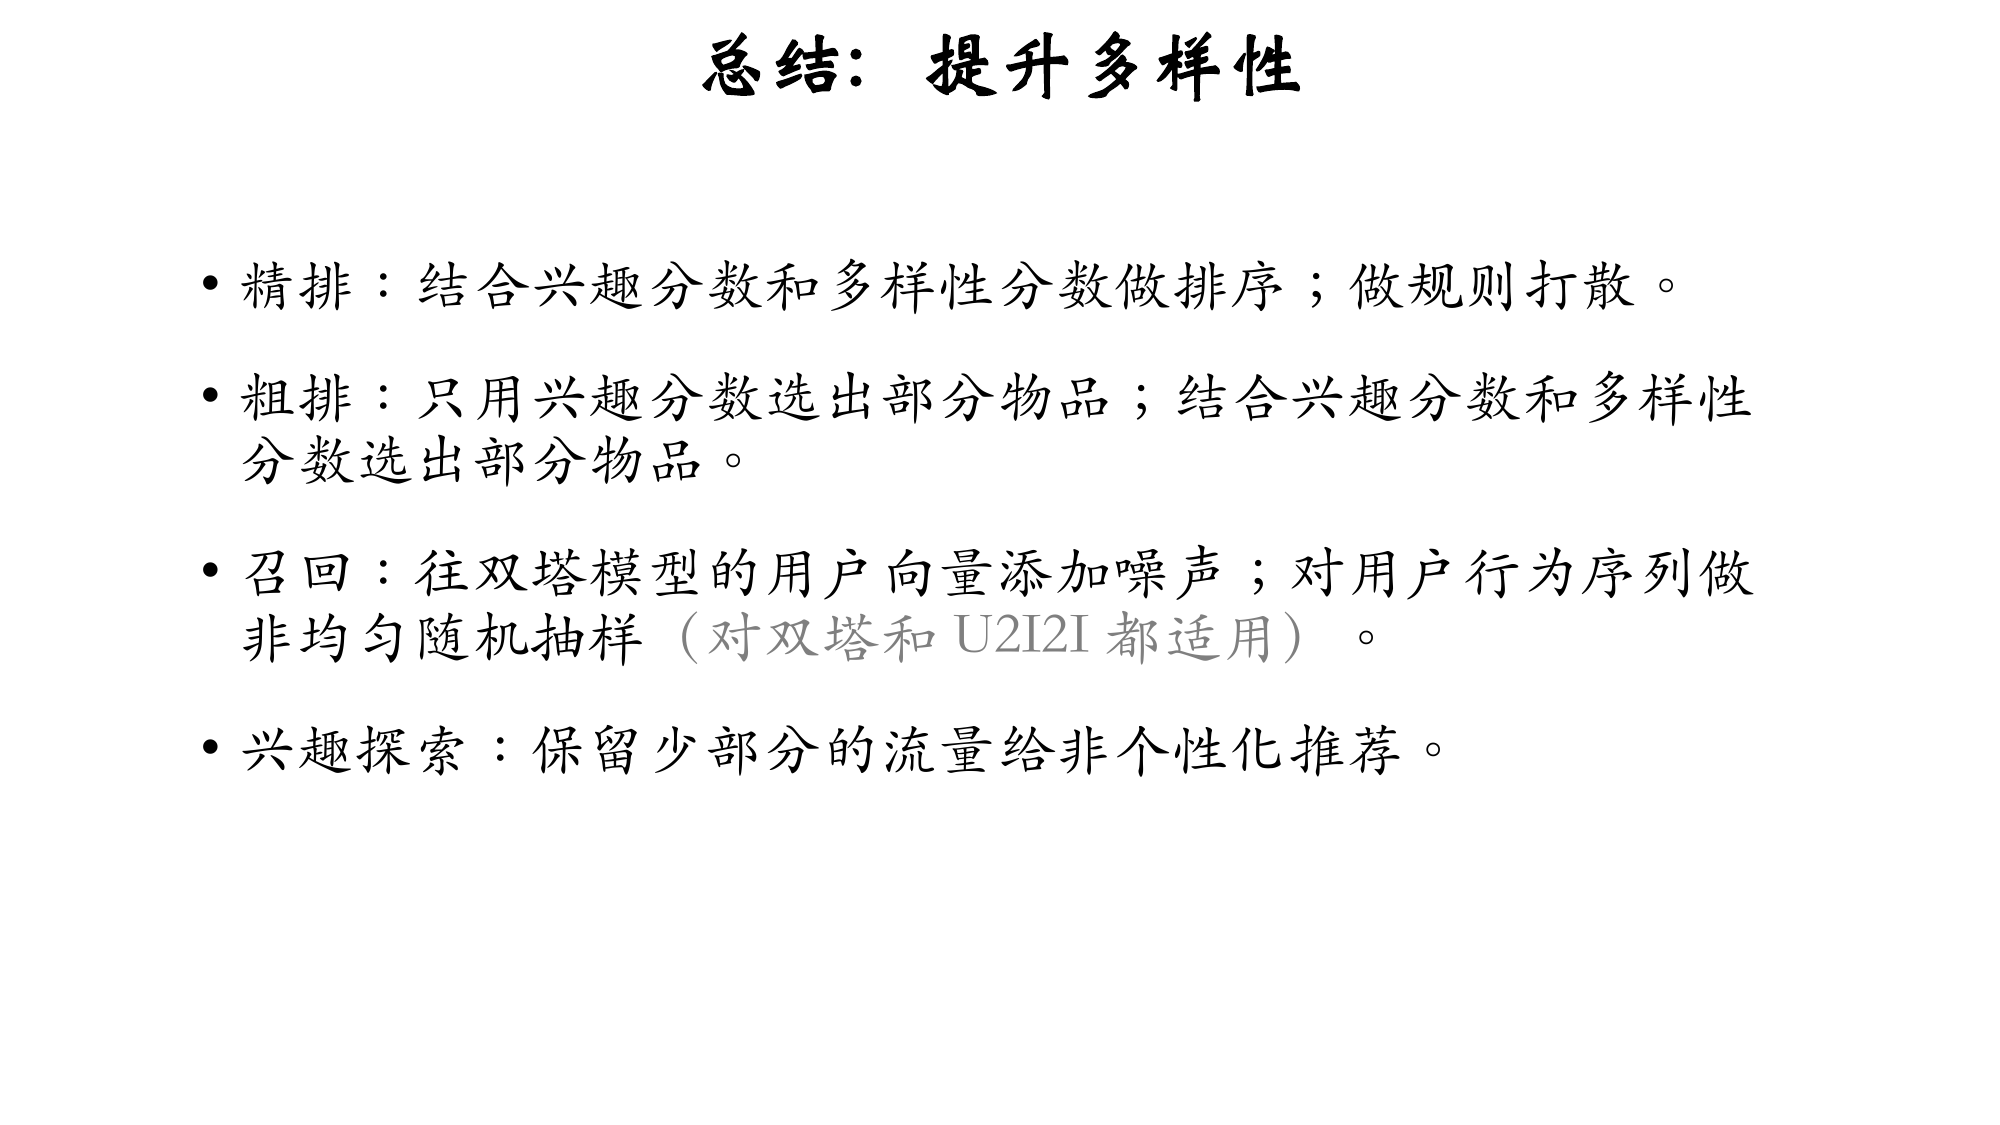 总结：提升多样性
• 精排：结合兴趣分数和多样性分数做排序；做规则打散。
• 粗排：只用兴趣分数选出部分物品；结合兴趣分数和多样性
分数选出部分物品。
• 召回：往双塔模型的用户向量添加噪声；对用户行为序列做
非均匀随机抽样（对双塔和 U2I2I 都适用）。
• 兴趣探索：保留少部分的流量给非个性化推荐。